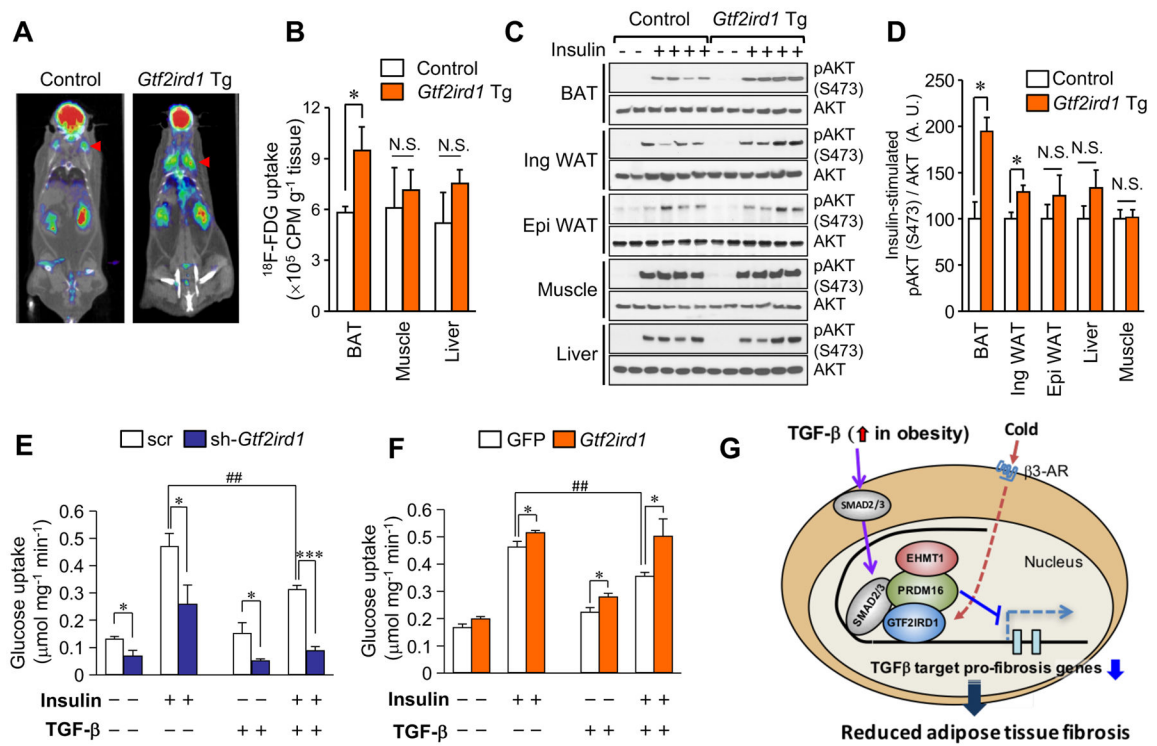 A
Control
Gtf2ird1 Tg
B
Control
Gtf2ird1 Tg
¹⁸F-FDG uptake
(× 10⁵ CPM g⁻¹ tissue)
12
9
6
3
0
*
N.S.
N.S.
BAT
Muscle
Liver
C
Control
Gtf2ird1 Tg
Insulin
– – + + + + – – + + + +
BAT
pAKT
(S473)
AKT
Ing WAT
pAKT
(S473)
AKT
Epi WAT
pAKT
(S473)
AKT
Muscle
pAKT
(S473)
AKT
Liver
pAKT
(S473)
AKT
D
Control
Gtf2ird1 Tg
Insulin-stimulated
pAKT (S473) / AKT (A. U.)
250
200
150
100
50
0
*
*
N.S.
N.S.
N.S.
BAT
Ing WAT
Epi WAT
Liver
Muscle
E
scr
sh-Gtf2ird1
Glucose uptake
(μmol mg⁻¹ min⁻¹)
0.6
0.5
0.4
0.3
0.2
0.1
0
##
*
*
*
***
Insulin – – + + – – + +
TGF-β – – – – + + + +
F
GFP
Gtf2ird1
Glucose uptake
(μmol mg⁻¹ min⁻¹)
0.6
0.5
0.4
0.3
0.2
0.1
0
##
*
*
*
Insulin – – + + – – + +
TGF-β – – – – + + + +
G
TGF-β ( in obesity)
Cold
β3-AR
SMAD2/3
Nucleus
EHMT1
PRDM16
SMAD2/3
GTF2IRD1
TGFβ target pro-fibrosis genes
Reduced adipose tissue fibrosis